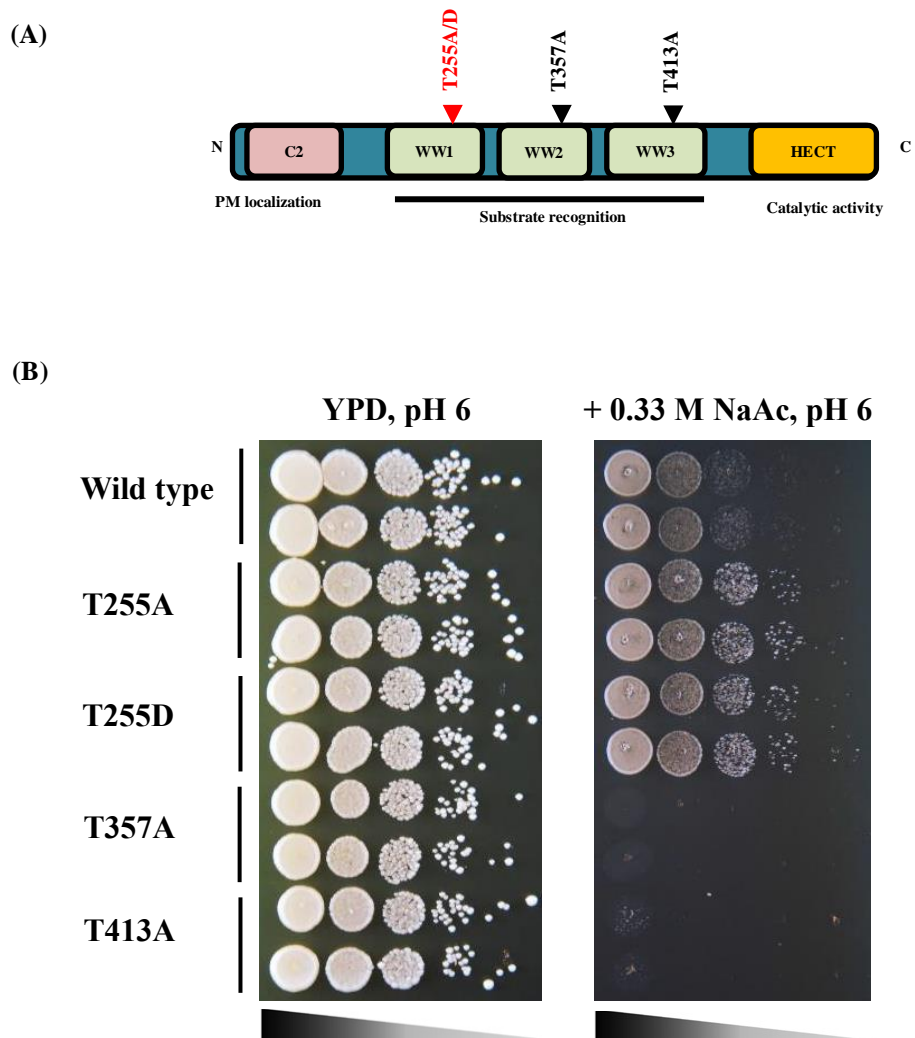 (A)
T255A/D
T357A
T413A
N
C2
WW1
WW2
WW3
HECT
C
PM localization
Substrate recognition
Catalytic activity
(B)
YPD, pH 6
+ 0.33 M NaAc, pH 6
Wild type
T255A
T255D
T357A
T413A